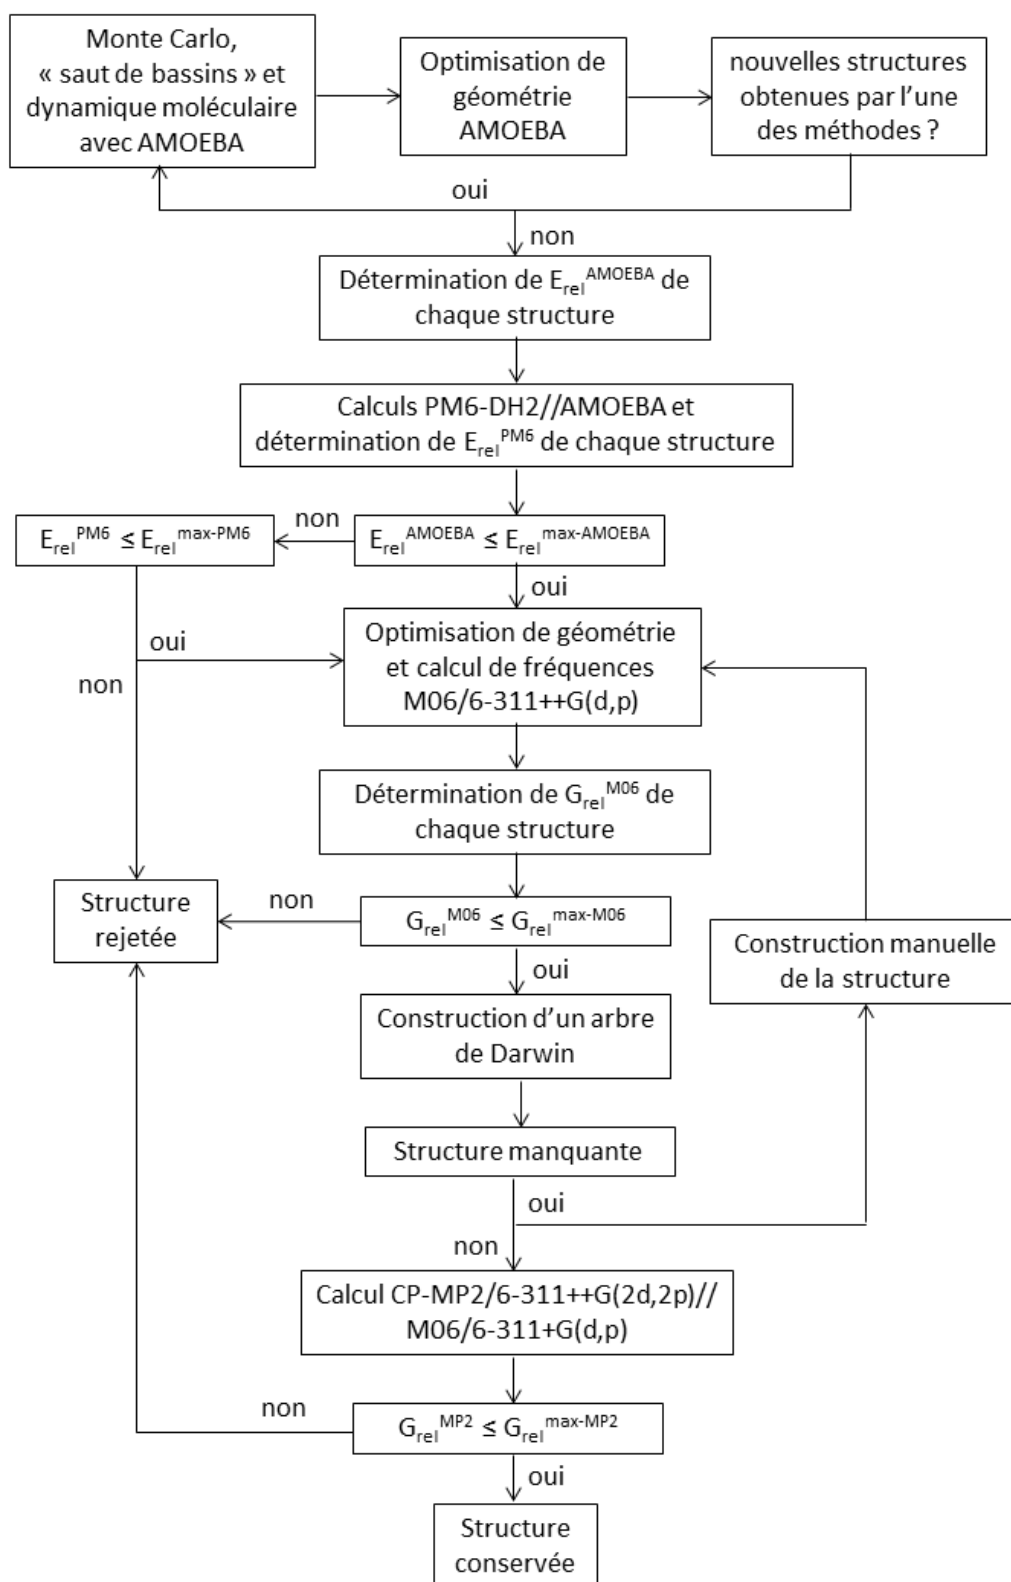 Monte Carlo,
« saut de bassins » et
dynamique moléculaire
avec AMOEBA
Optimisation de
géométrie
AMOEBA
nouvelles structures
obtenues par l’une
des méthodes ?
oui
non
Détermination de E_rel^AMOEBA de
chaque structure
Calculs PM6-DH2//AMOEBA et
détermination de E_rel^PM6 de chaque structure
E_rel^PM6 ≤ E_rel^max-PM6
non
E_rel^AMOEBA ≤ E_rel^max-AMOEBA
oui
Optimisation de géométrie
et calcul de fréquences
M06/6-311++G(d,p)
oui
non
Détermination de G_rel^M06 de
chaque structure
Structure
rejetée
non
G_rel^M06 ≤ G_rel^max-M06
oui
Construction manuelle
de la structure
Construction d’un arbre
de Darwin
Structure manquante
oui
non
Calcul CP-MP2/6-311++G(2d,2p)//
M06/6-311+G(d,p)
non
G_rel^MP2 ≤ G_rel^max-MP2
oui
Structure
conservée